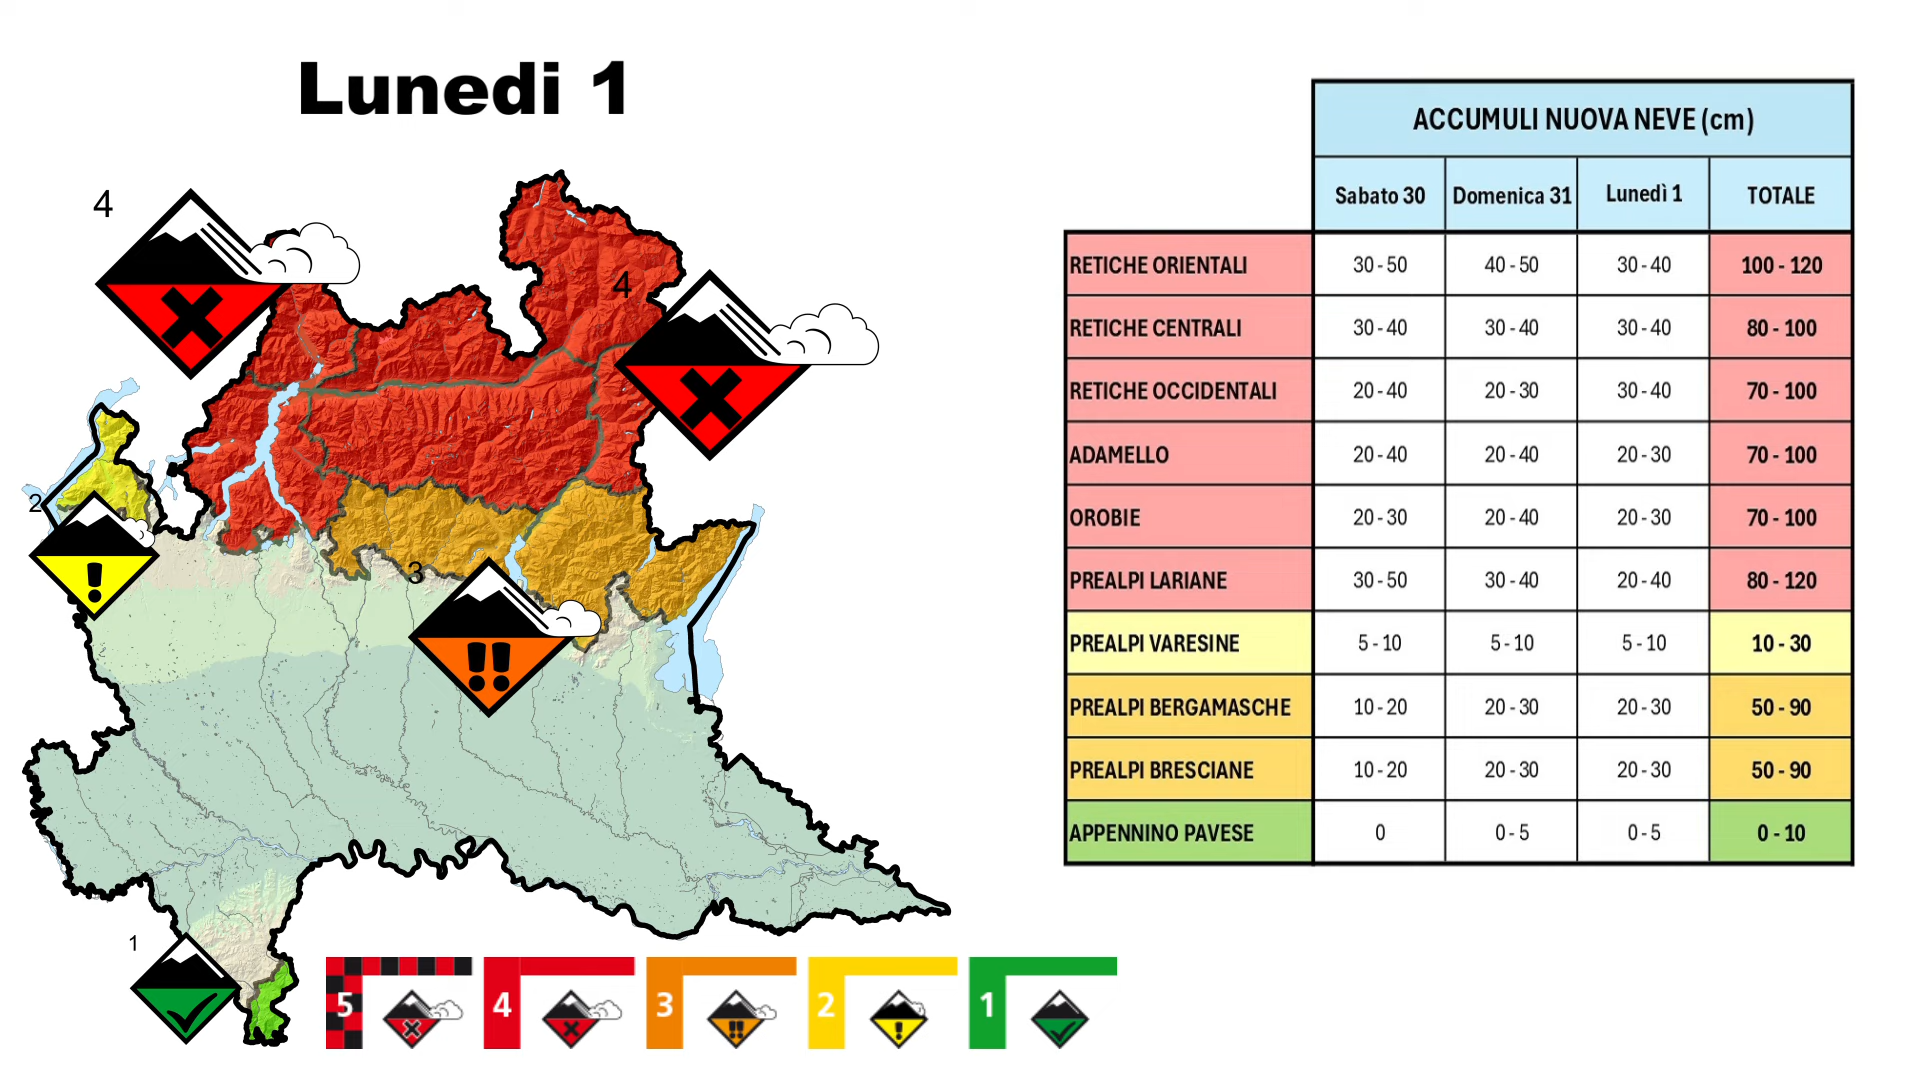 Lunedi 1
4
4
2
3
1
5
4
3
2
1
ACCUMULI NUOVA NEVE (cm)
Sabato 30 Domenica 31 Lunedì 1 TOTALE
RETICHE ORIENTALI 30 - 50 40 - 50 30 - 40 100 - 120
RETICHE CENTRALI 30 - 40 30 - 40 30 - 40 80 - 100
RETICHE OCCIDENTALI 20 - 40 20 - 30 30 - 40 70 - 100
ADAMELLO 20 - 40 20 - 40 20 - 30 70 - 100
OROBIE 20 - 30 20 - 40 20 - 30 70 - 100
PREALPI LARIANE 30 - 50 30 - 40 20 - 40 80 - 120
PREALPI VARESINE 5 - 10 5 - 10 5 - 10 10 - 30
PREALPI BERGAMASCHE 10 - 20 20 - 30 20 - 30 50 - 90
PREALPI BRESCIANE 10 - 20 20 - 30 20 - 30 50 - 90
APPENNINO PAVESE 0 0 - 5 0 - 5 0 - 10